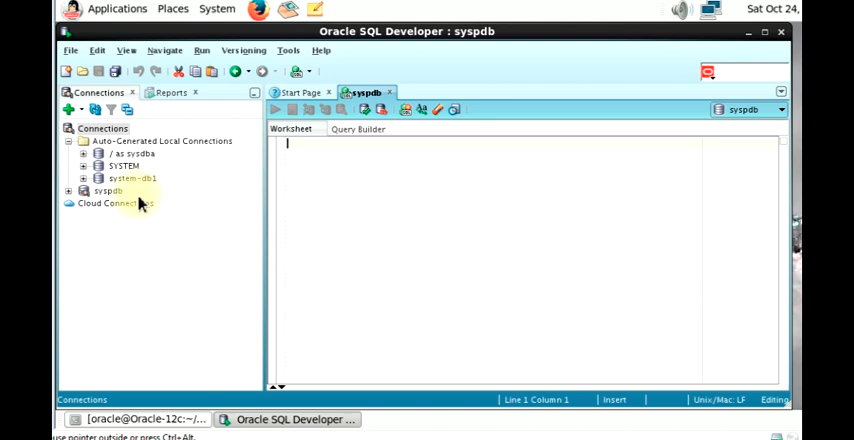 Applications Places System Sat Oct 24,
Oracle SQL Developer : syspdb
File Edit View Navigate Run Versioning Tools Help
Connections Reports Start Page syspdb
syspdb
Connections Worksheet Query Builder
Auto-Generated Local Connections
/ as sysdba
SYSTEM
system-db1
syspdb
Cloud Connections
Connections Line 1 Column 1 Insert Unix/Mac: LF Editing
[oracle@Oracle-12c:~/... Oracle SQL Developer ...
use pointer outside or press Ctrl+Alt.